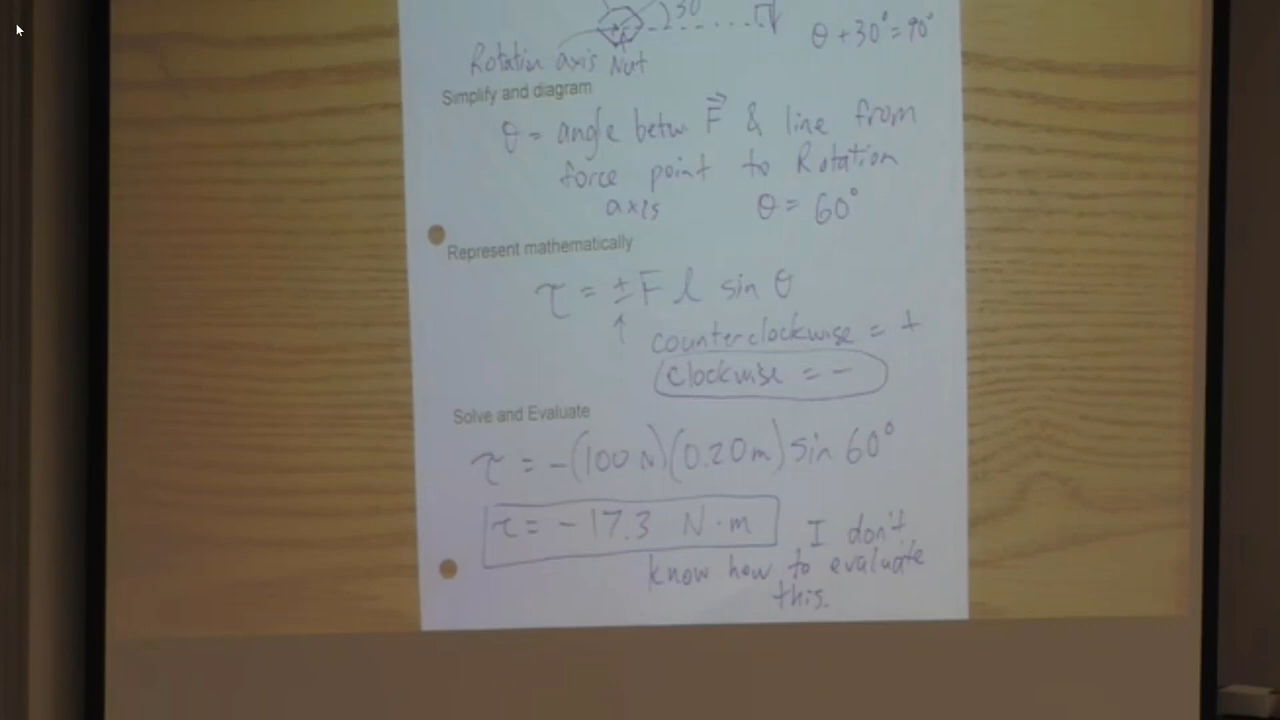 30
θ + 30° = 90°
Rotation axis Nut
Simplify and diagram
θ = angle betw. F⃗ & line from
force point to Rotation
axis θ = 60°
Represent mathematically
τ = ± F l sin θ
↑ counterclockwise = +
clockwise = -
Solve and Evaluate
τ = -(100 N)(0.20m) sin 60°
τ = -17.3 N·m I don't
know how to evaluate
this.